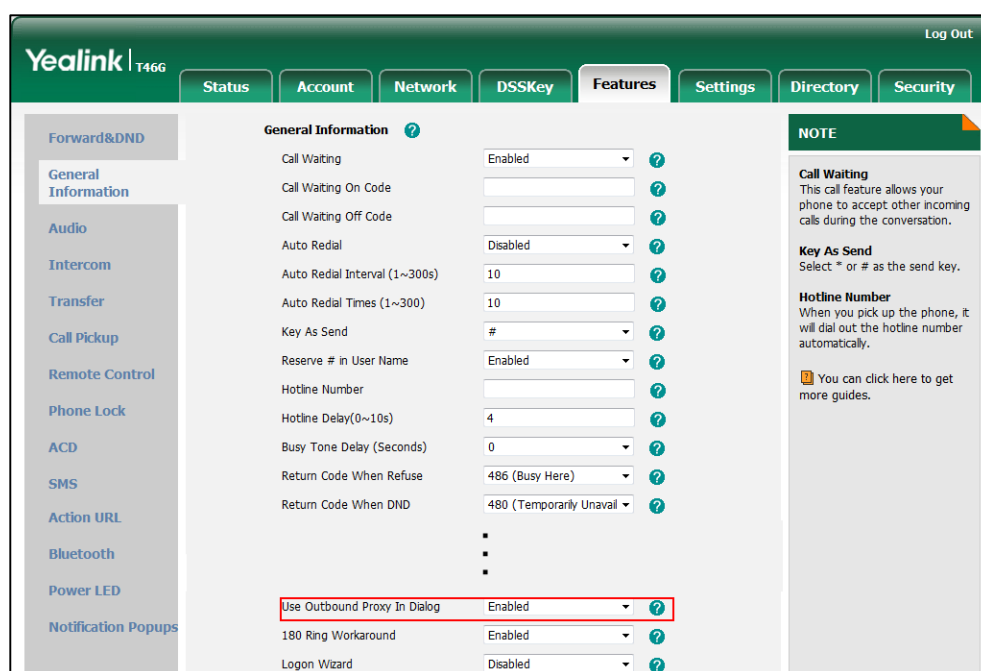 Log Out
Yealink T46G
Status Account Network DSSKey Features Settings Directory Security
Forward&DND
General
Information
Audio
Intercom
Transfer
Call Pickup
Remote Control
Phone Lock
ACD
SMS
Action URL
Bluetooth
Power LED
Notification Popups
General Information ?
Call Waiting Enabled ?
Call Waiting On Code ?
Call Waiting Off Code ?
Auto Redial Disabled ?
Auto Redial Interval (1~300s) 10 ?
Auto Redial Times (1~300) 10 ?
Key As Send # ?
Reserve # in User Name Enabled ?
Hotline Number ?
Hotline Delay(0~10s) 4 ?
Busy Tone Delay (Seconds) 0 ?
Return Code When Refuse 486 (Busy Here) ?
Return Code When DND 480 (Temporarily Unavail ?
Use Outbound Proxy In Dialog Enabled ?
180 Ring Workaround Enabled ?
Logon Wizard Disabled ?
NOTE
Call Waiting
This call feature allows your
phone to accept other incoming
calls during the conversation.
Key As Send
Select * or # as the send key.
Hotline Number
When you pick up the phone, it
will dial out the hotline number
automatically.
? You can click here to get
more guides.